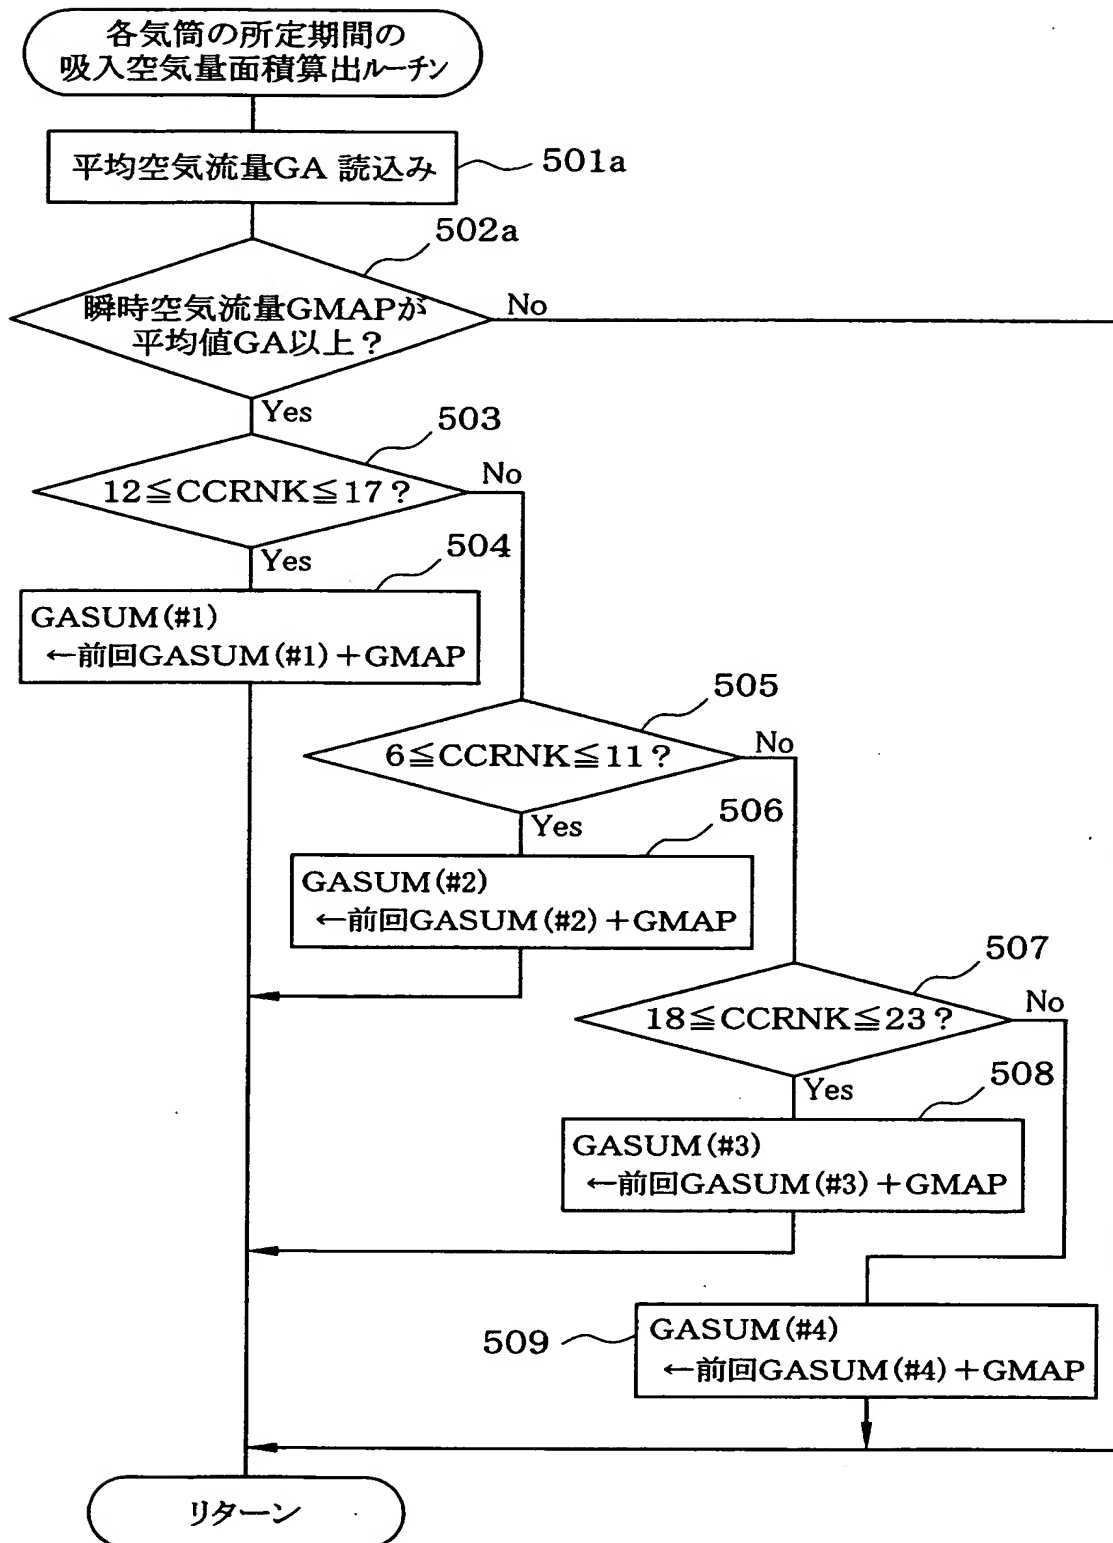 各気筒の所定期間の
吸入空気量面積算出ルーチン
平均空気流量GA 読込み
501a
502a
瞬時空気流量GMAPが
平均値GA以上?
No
Yes
503
12≦CCRNK≦17?
No
Yes
504
GASUM(#1)
←前回GASUM(#1)+GMAP
505
6≦CCRNK≦11?
No
Yes
506
GASUM(#2)
←前回GASUM(#2)+GMAP
507
18≦CCRNK≦23?
No
Yes
508
GASUM(#3)
←前回GASUM(#3)+GMAP
509
GASUM(#4)
←前回GASUM(#4)+GMAP
リターン